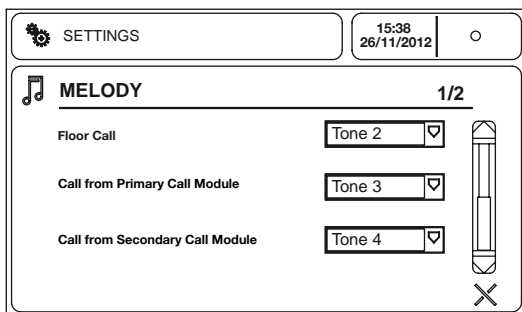 SETTINGS
15:38
26/11/2012
MELODY 1/2
Floor Call Tone 2
Call from Primary Call Module Tone 3
Call from Secondary Call Module Tone 4